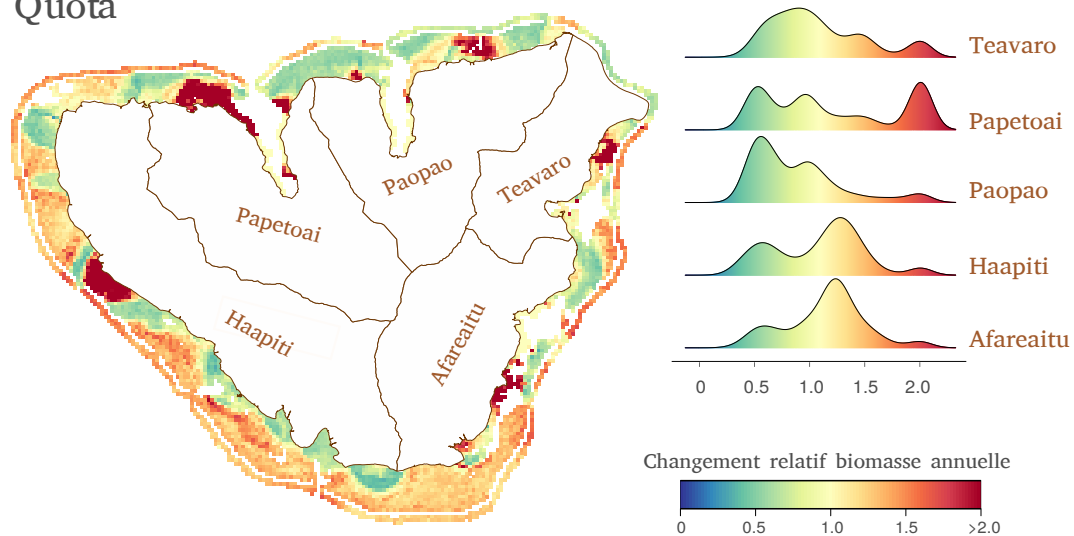 Quota
Paopao
Teavaro
Papetoai
Haapiti
Afareaitu
Teavaro
Papetoai
Paopao
Haapiti
Afareaitu
0 0.5 1.0 1.5 2.0
Changement relatif biomasse annuelle
0 0.5 1.0 1.5 >2.0